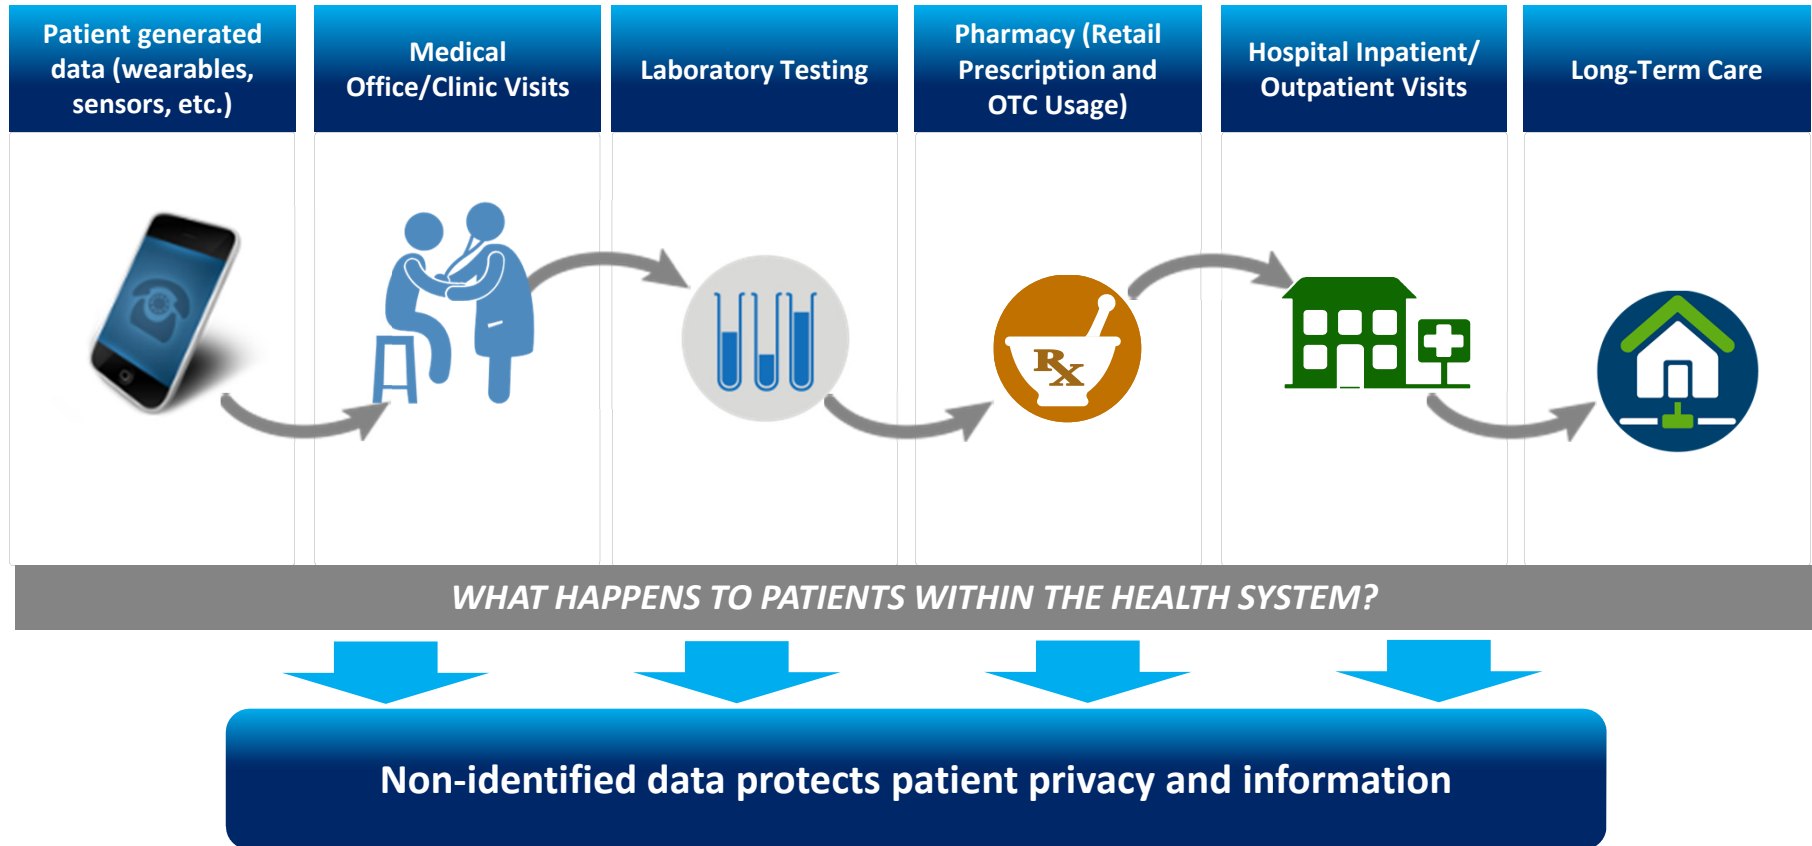 Patient generated
data (wearables,
sensors, etc.)
Medical
Office/Clinic Visits
Laboratory Testing
Pharmacy (Retail
Prescription and
OTC Usage)
Hospital Inpatient/
Outpatient Visits
Long-Term Care
RX
WHAT HAPPENS TO PATIENTS WITHIN THE HEALTH SYSTEM?
Non-identified data protects patient privacy and information